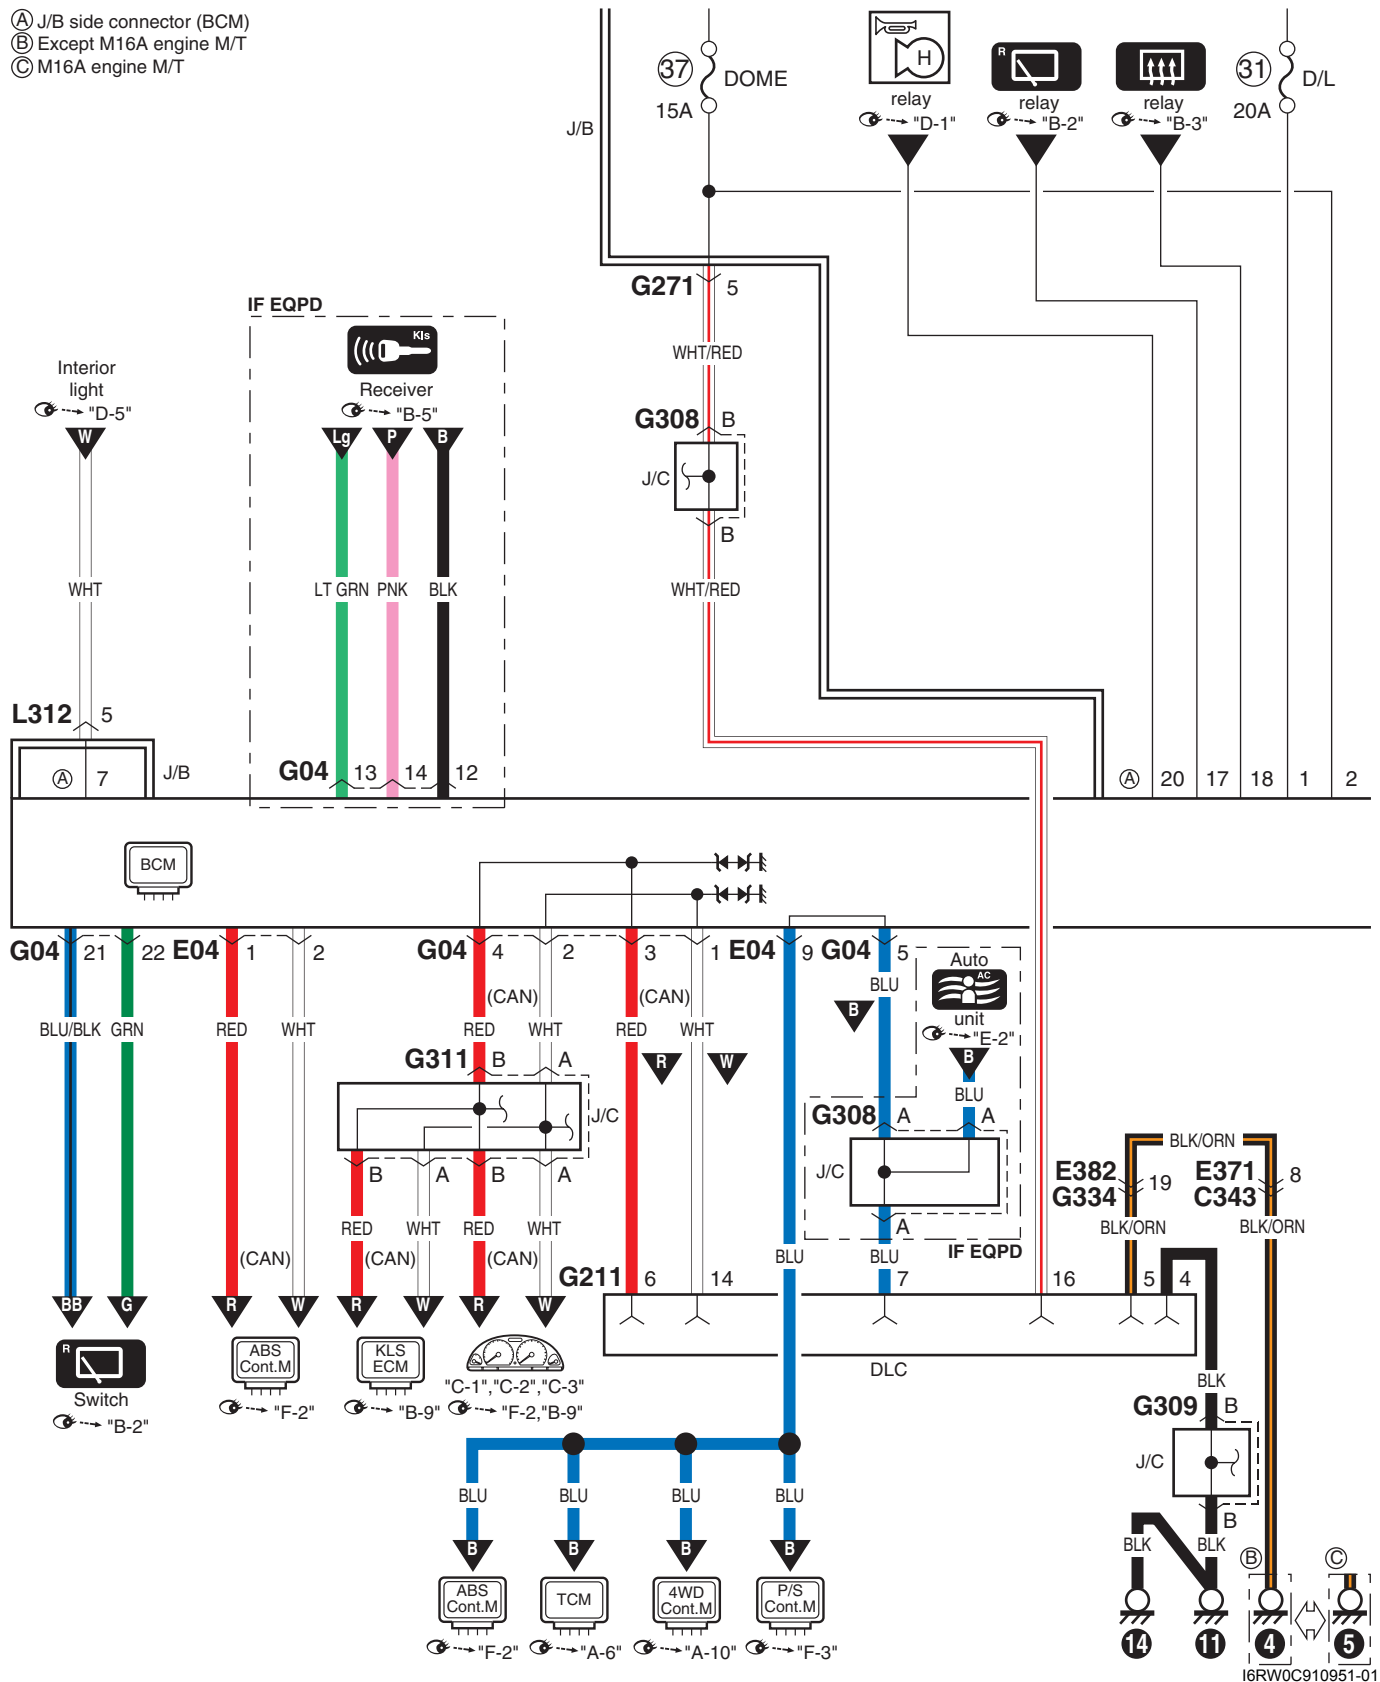 A J/B side connector (BCM)
B Except M16A engine M/T
C M16A engine M/T
37
DOME
15A
J/B
H
relay
"D-1"
R
relay
"B-2"
relay
"B-3"
31
D/L
20A
G271
5
WHT/RED
G308
B
J/C
B
WHT/RED
IF EQPD
Kls
Receiver
"B-5"
Lg
P
B
LT GRN
PNK
BLK
G04
13
14
12
Interior
light
"D-5"
W
WHT
L312
5
A
7
J/B
A
20
17
18
1
2
BCM
G04
21
22
E04
1
2
G04
4
2
3
1
E04
9
G04
5
BLU/BLK
GRN
RED
WHT
(CAN)
RED
WHT
(CAN)
RED
WHT
R
W
BLU
B
Auto
AC
unit
"E-2"
B
BLU
G311
B
A
J/C
B
A
B
A
RED
WHT
RED
WHT
(CAN)
(CAN)
(CAN)
G308
A
A
J/C
A
IF EQPD
BLU
BLU
BLK/ORN
E382
G334
19
E371
C343
8
BLK/ORN
BLK/ORN
G211
6
14
7
16
5
4
DLC
BB
G
R
W
R
W
R
W
R
Switch
"B-2"
ABS
Cont.M
"F-2"
KLS
ECM
"B-9"
"C-1","C-2","C-3"
"F-2,"B-9"
BLK
G309
B
J/C
B
BLK
BLK
BLU
BLU
BLU
BLU
B
B
B
B
ABS
Cont.M
"F-2"
TCM
"A-6"
4WD
Cont.M
"A-10"
P/S
Cont.M
"F-3"
B
C
14
11
4
5
I6RW0C910951-01